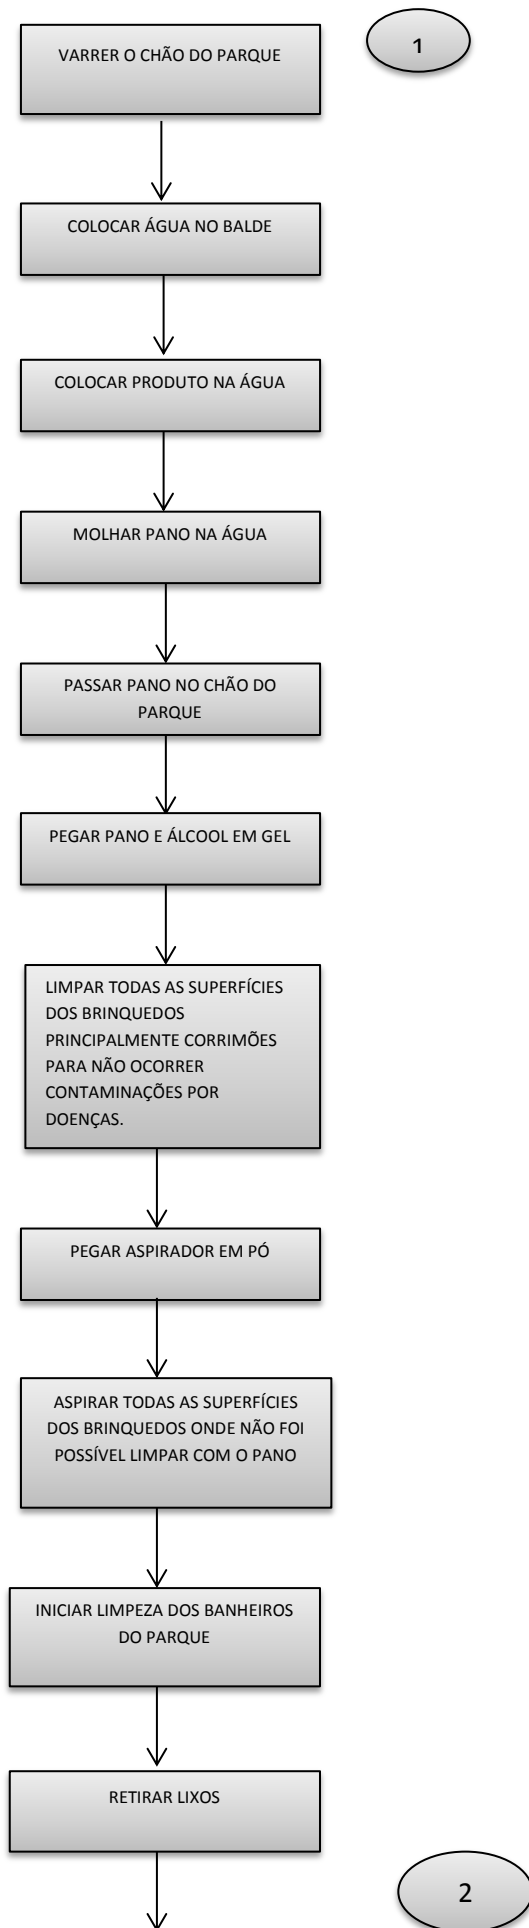 VARRER O CHÃO DO PARQUE
1
COLOCAR ÁGUA NO BALDE
COLOCAR PRODUTO NA ÁGUA
MOLHAR PANO NA ÁGUA
PASSAR PANO NO CHÃO DO
PARQUE
PEGAR PANO E ÁLCOOL EM GEL
LIMPAR TODAS AS SUPERFÍCIES
DOS BRINQUEDOS
PRINCIPALMENTE CORRIMÕES
PARA NÃO OCORRER
CONTAMINAÇÕES POR
DOENÇAS.
PEGAR ASPIRADOR EM PÓ
ASPIRAR TODAS AS SUPERFÍCIES
DOS BRINQUEDOS ONDE NÃO FOI
POSSÍVEL LIMPAR COM O PANO
INICIAR LIMPEZA DOS BANHEIROS
DO PARQUE
RETIRAR LIXOS
2